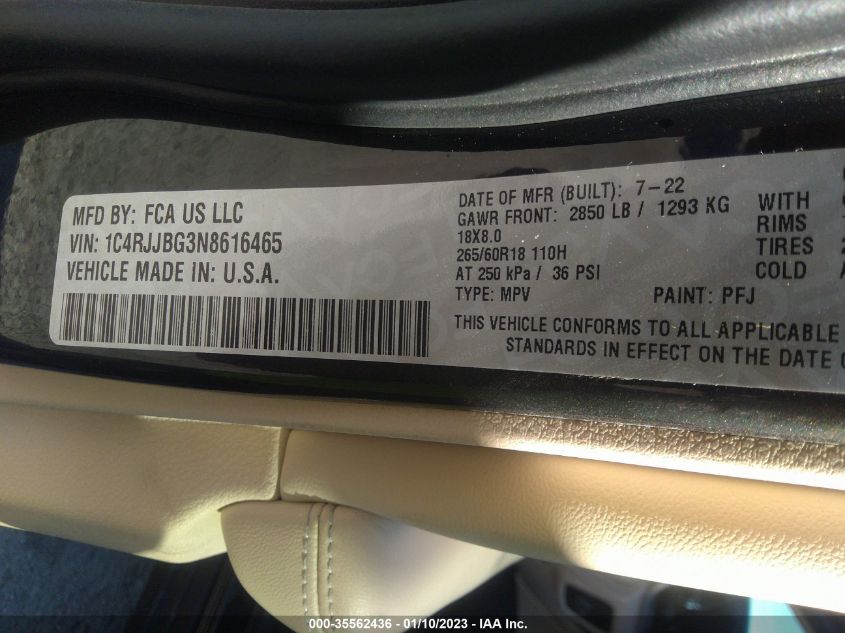 MFD BY: FCA US LLC
VIN: 1C4RJJBG3N8616465
VEHICLE MADE IN: U.S.A.
DATE OF MFR (BUILT): 7-22
GAWR FRONT: 2850 LB / 1293 KG WITH
18X8.0 RIMS
265/60R18 110H TIRES
AT 250 kPa / 36 PSI COLD
TYPE: MPV PAINT: PFJ
THIS VEHICLE CONFORMS TO ALL APPLICABLE
STANDARDS IN EFFECT ON THE DATE
000-35562436 - 01/10/2023 - IAA Inc.